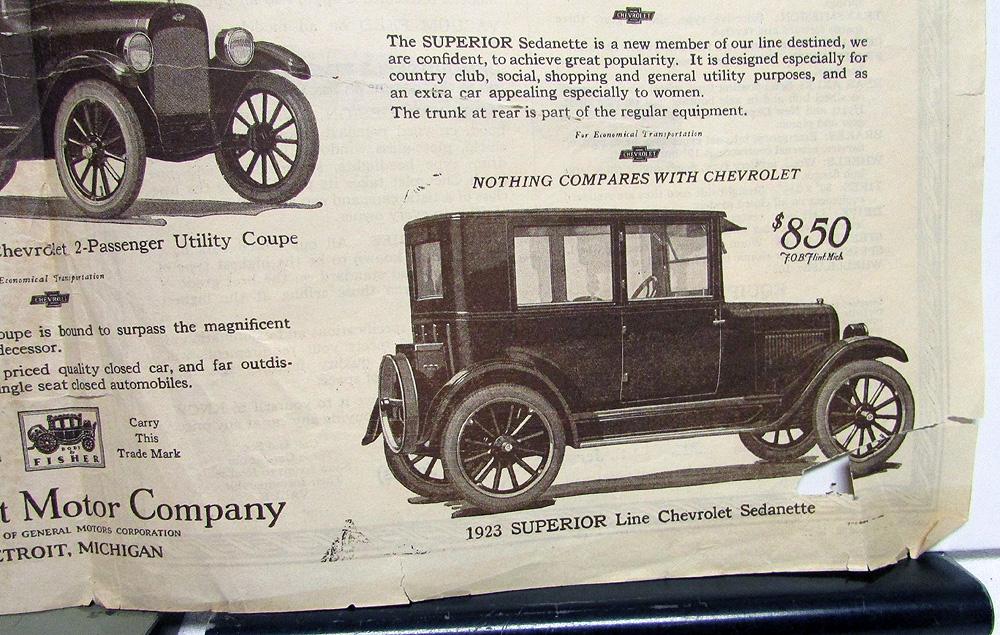 Chevrolet 2-Passenger Utility Coupe
Economical Transportation
CHEVROLET
oupe is bound to surpass the magnificent
decessor.
priced quality closed car, and far outdis-
ngle seat closed automobiles.
BODY BY
FISHER
Carry
This
Trade Mark
t Motor Company
OF GENERAL MOTORS CORPORATION
ETROIT, MICHIGAN
CHEVROLET
The SUPERIOR Sedanette is a new member of our line destined, we
are confident, to achieve great popularity. It is designed especially for
country club, social, shopping and general utility purposes, and as
an extra car appealing especially to women.
The trunk at rear is part of the regular equipment.
For Economical Transportation
CHEVROLET
NOTHING COMPARES WITH CHEVROLET
$850
F.O.B. Flint, Mich.
1923 SUPERIOR Line Chevrolet Sedanette